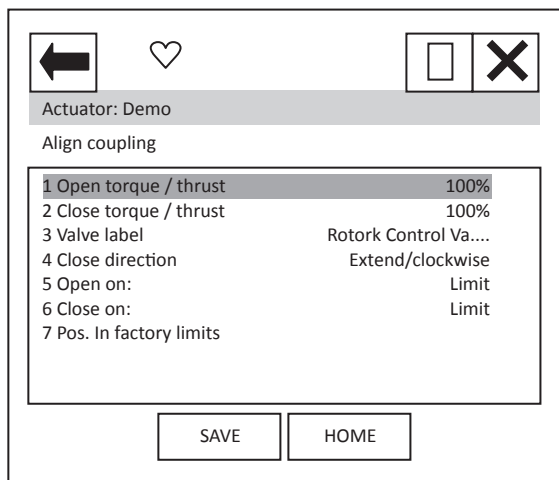 Actuator: Demo
Align coupling
1 Open torque / thrust 100%
2 Close torque / thrust 100%
3 Valve label Rotork Control Va....
4 Close direction Extend/clockwise
5 Open on: Limit
6 Close on: Limit
7 Pos. In factory limits
SAVE HOME